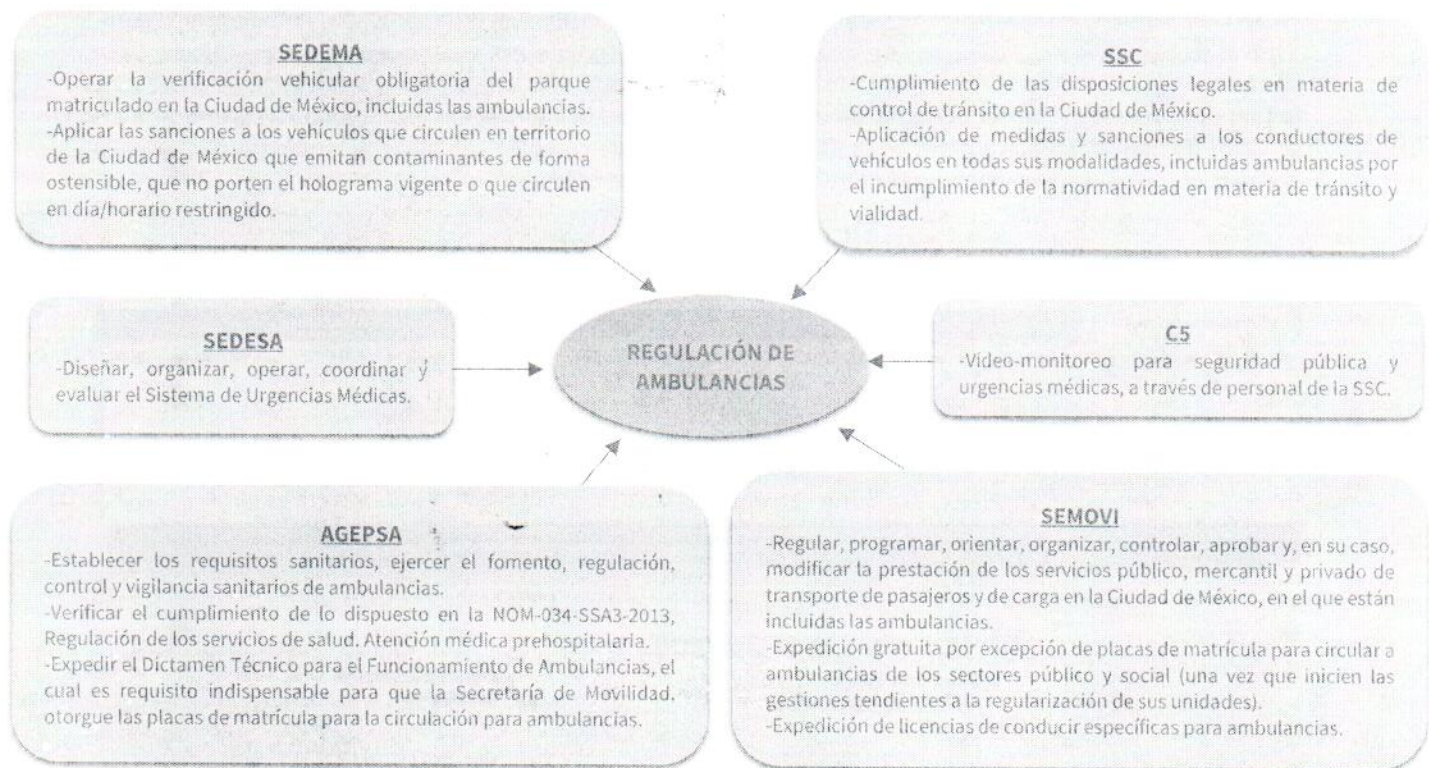 SEDEMA
-Operar la verificación vehicular obligatoria del parque
matriculado en la Ciudad de México, incluidas las ambulancias.
-Aplicar las sanciones a los vehículos que circulen en territorio
de la Ciudad de México que emitan contaminantes de forma
ostensible, que no porten el holograma vigente o que circulen
en día/horario restringido.
SSC
-Cumplimiento de las disposiciones legales en materia de
control de tránsito en la Ciudad de México.
-Aplicación de medidas y sanciones a los conductores de
vehículos en todas sus modalidades, incluidas ambulancias por
el incumplimiento de la normatividad en materia de tránsito y
vialidad.
SEDESA
-Diseñar, organizar, operar, coordinar y
evaluar el Sistema de Urgencias Médicas.
REGULACIÓN DE
AMBULANCIAS
C5
-Video-monitoreo para seguridad pública y
urgencias médicas, a través de personal de la SSC.
AGEPSA
-Establecer los requisitos sanitarios, ejercer el fomento, regulación,
control y vigilancia sanitarios de ambulancias.
-Verificar el cumplimiento de lo dispuesto en la NOM-034-SSA3-2013,
Regulación de los servicios de salud. Atención médica prehospitalaria.
-Expedir el Dictamen Técnico para el Funcionamiento de Ambulancias, el
cual es requisito indispensable para que la Secretaría de Movilidad,
otorgue las placas de matrícula para la circulación para ambulancias.
SEMOVI
-Regular, programar, orientar, organizar, controlar, aprobar y, en su caso,
modificar la prestación de los servicios público, mercantil y privado de
transporte de pasajeros y de carga en la Ciudad de México, en el que están
incluidas las ambulancias.
-Expedición gratuita por excepción de placas de matrícula para circular a
ambulancias de los sectores público y social (una vez que inicien las
gestiones tendientes a la regularización de sus unidades).
-Expedición de licencias de conducir específicas para ambulancias.